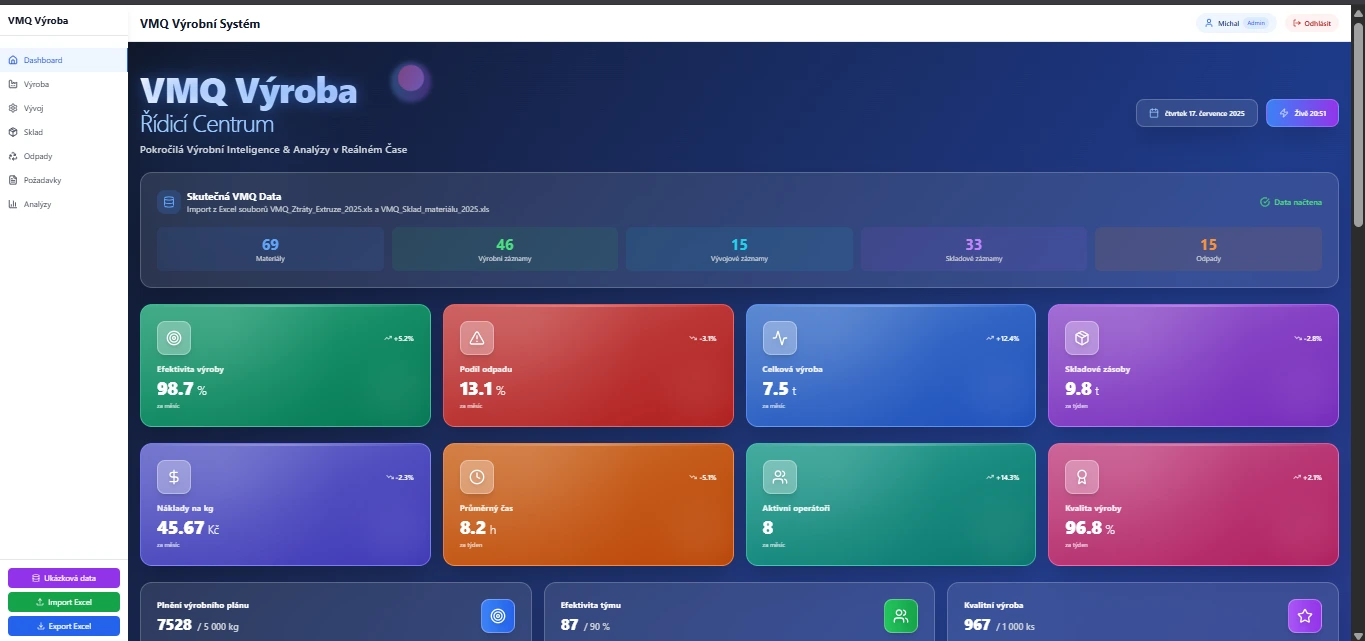 VMQ Výroba
VMQ Výrobní Systém
Michal Admin
Odhlásit
Dashboard
Výroba
Vývoj
Sklad
Odpady
Požadavky
Analýzy
Ukázková data
Import Excel
Export Excel
VMQ Výroba
Řídicí Centrum
Pokročilá Výrobní Inteligence & Analýzy v Reálném Čase
čtvrtek 17. července 2025
Živě 20:51
Skutečná VMQ Data
Import z Excel souborů VMQ_Ztráty_Extruze_2025.xls a VMQ_Sklad_materiálu_2025.xls
Data načtena
69
Materiály
46
Výrobní záznamy
15
Vývojové záznamy
33
Skladové záznamy
15
Odpady
+5.2%
Efektivita výroby
98.7 %
za měsíc
-3.1%
Podíl odpadu
13.1 %
za měsíc
+12.4%
Celková výroba
7.5 t
za měsíc
-2.8%
Skladové zásoby
9.8 t
za týden
-2.3%
Náklady na kg
45.67 Kč
za měsíc
-5.1%
Průměrný čas
8.2 h
za týden
+14.3%
Aktivní operátoři
8
za měsíc
+2.1%
Kvalita výroby
96.8 %
za týden
Plnění výrobního plánu
7528 / 5 000 kg
Efektivita týmu
87 / 90 %
Kvalitní výroba
967 / 1 000 ks